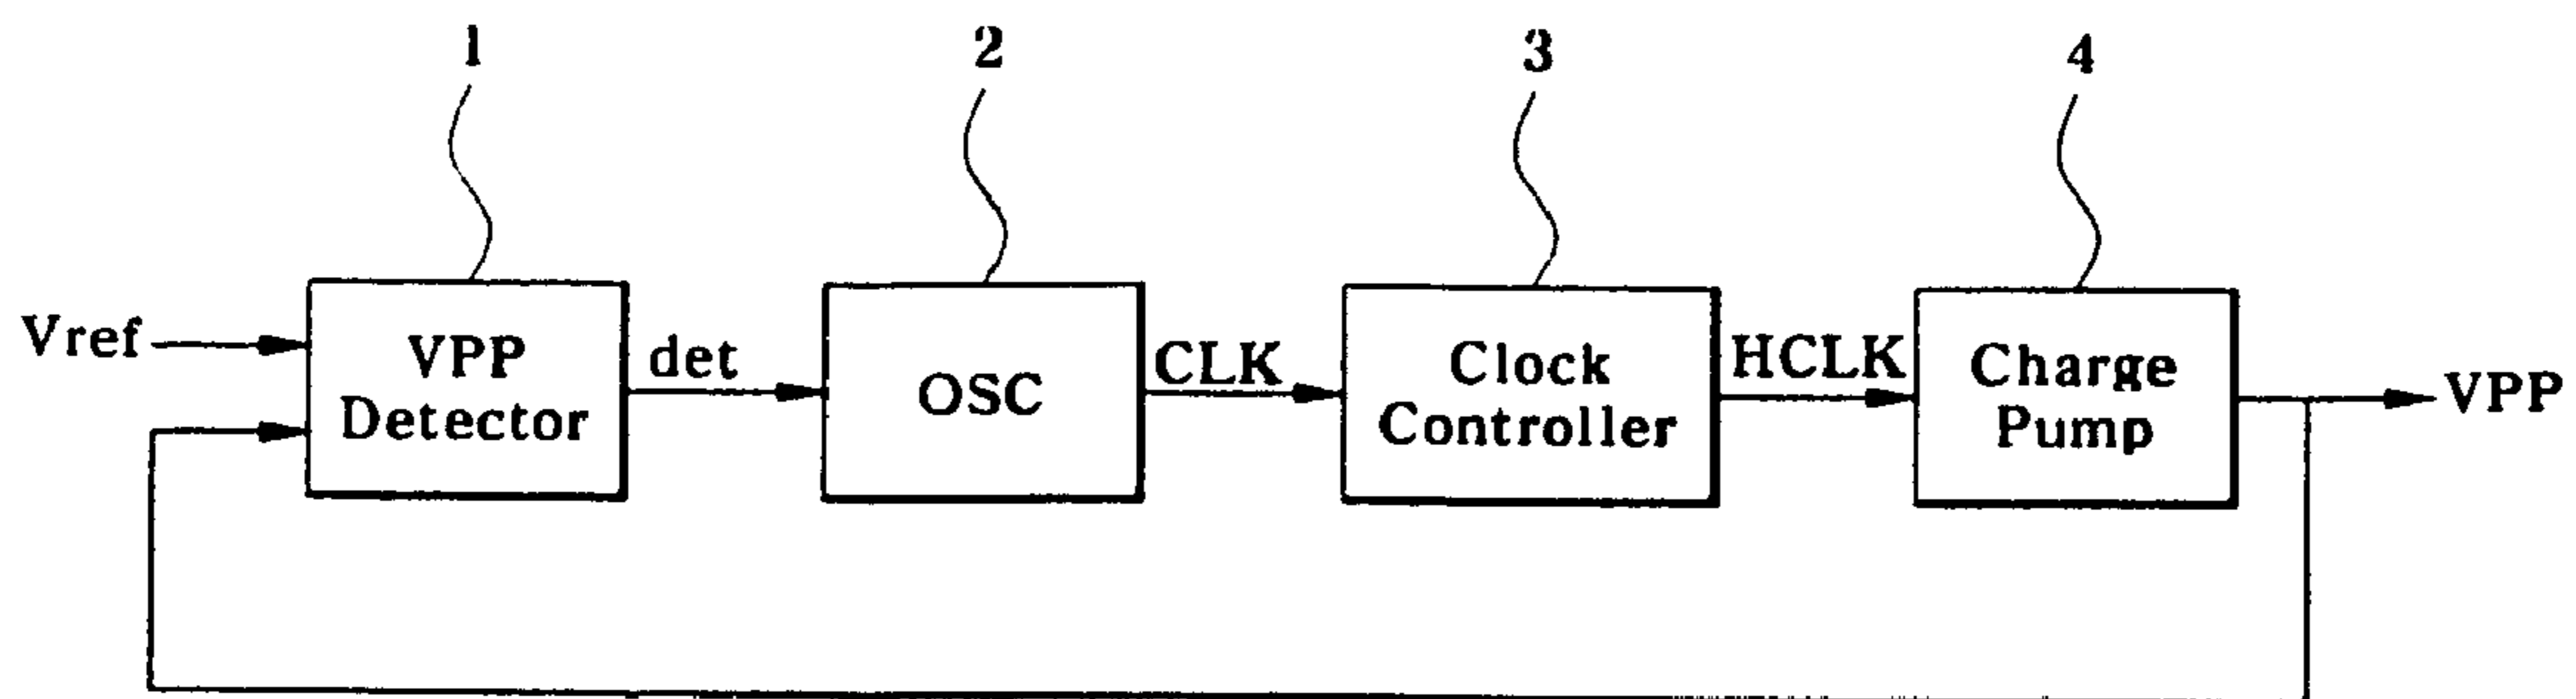 1
2
3
4
Vref
VPP
Detector
det
OSC
CLK
Clock
Controller
HCLK
Charge
Pump
VPP